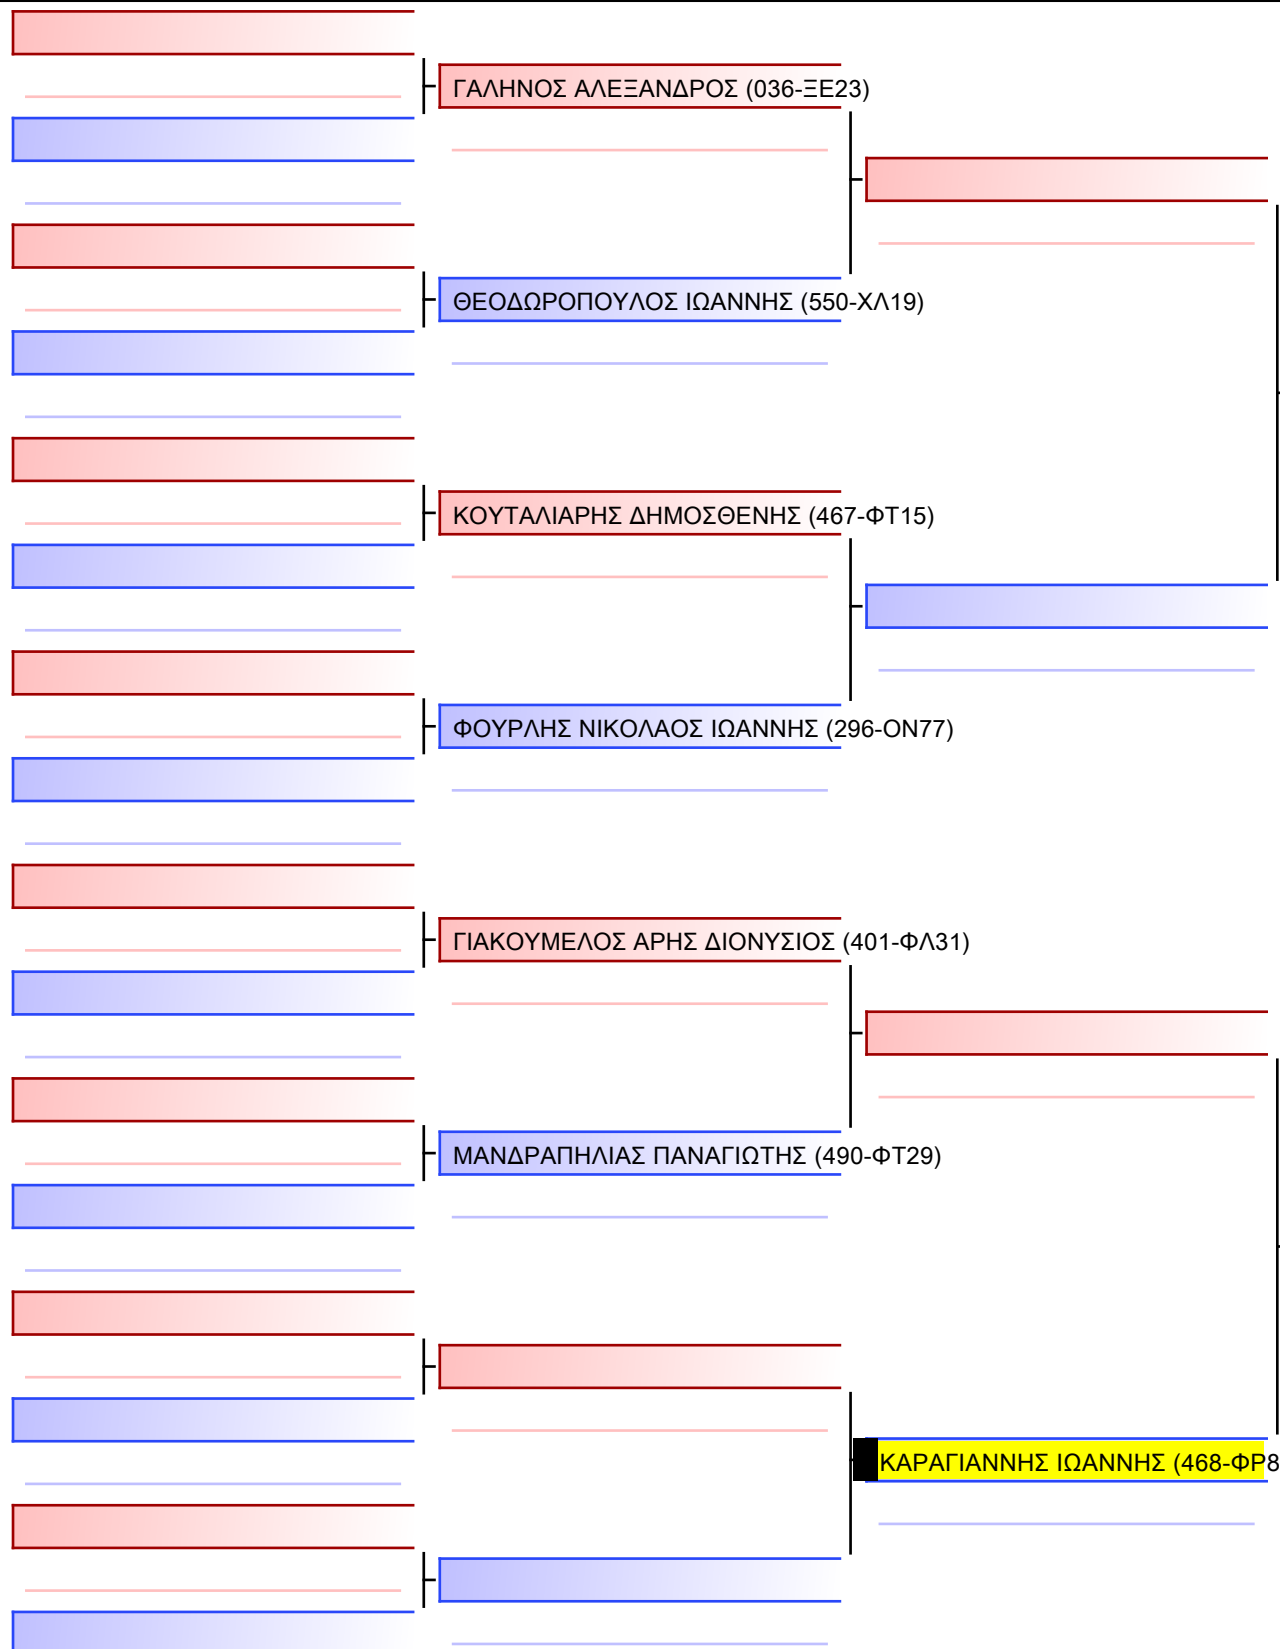 ΓΑΛΗΝΟΣ ΑΛΕΞΑΝΔΡΟΣ (036-ΞΕ23)
ΘΕΟΔΩΡΟΠΟΥΛΟΣ ΙΩΑΝΝΗΣ (550-ΧΛ19)
ΚΟΥΤΑΛΙΑΡΗΣ ΔΗΜΟΣΘΕΝΗΣ (467-ΦΤ15)
ΦΟΥΡΛΗΣ ΝΙΚΟΛΑΟΣ ΙΩΑΝΝΗΣ (296-ΟΝ77)
ΓΙΑΚΟΥΜΕΛΟΣ ΑΡΗΣ ΔΙΟΝΥΣΙΟΣ (401-ΦΛ31)
ΜΑΝΔΡΑΠΗΛΙΑΣ ΠΑΝΑΓΙΩΤΗΣ (490-ΦΤ29)
ΚΑΡΑΓΙΑΝΝΗΣ ΙΩΑΝΝΗΣ (468-ΦΡ8